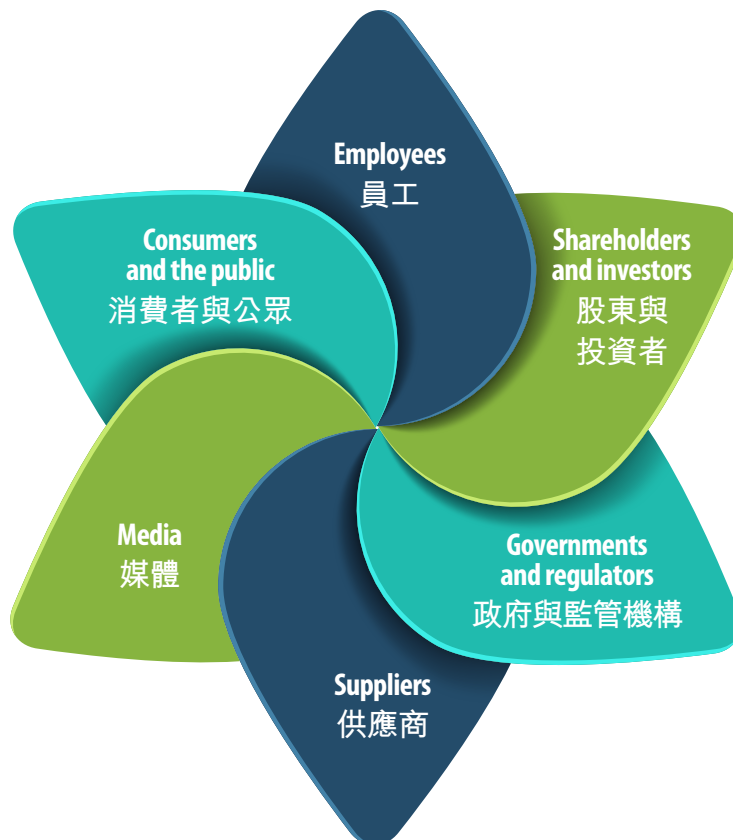 Employees
員工
Consumers
and the public
消費者與公眾
Shareholders
and investors
股東與
投資者
Media
媒體
Governments
and regulators
政府與監管機構
Suppliers
供應商